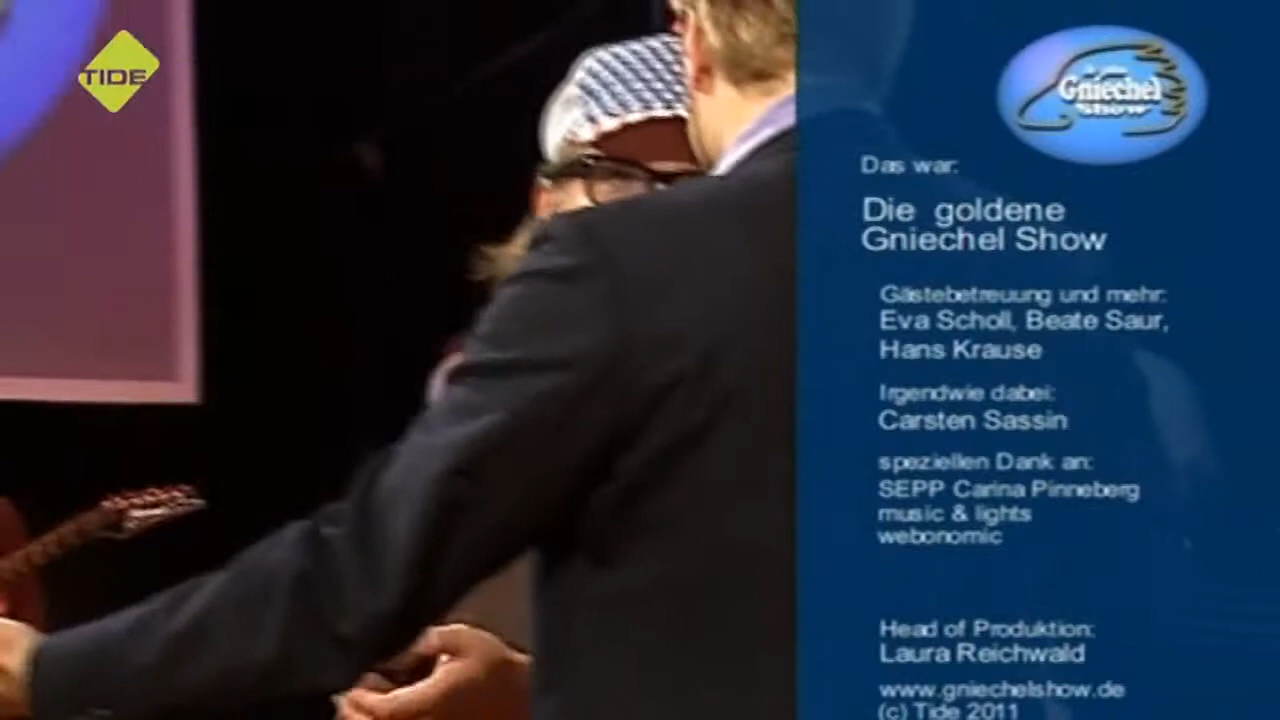 TIDE
Gniechel
Show
Das war:
Die goldene
Gniechel Show
Gästebetreuung und mehr:
Eva Scholl, Beate Saur,
Hans Krause
Irgendwie dabei:
Carsten Sassin
speziellen Dank an:
SEPP Carina Pinneberg
music & lights
webonomic
Head of Produktion:
Laura Reichwald
www.gniechelshow.de
(c) Tide 2011